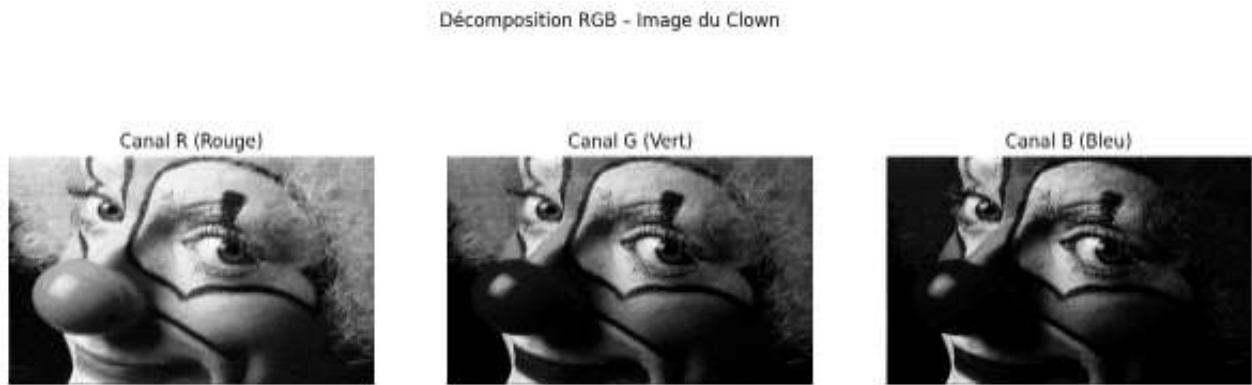 Décomposition RGB – Image du Clown
Canal R (Rouge)
Canal G (Vert)
Canal B (Bleu)